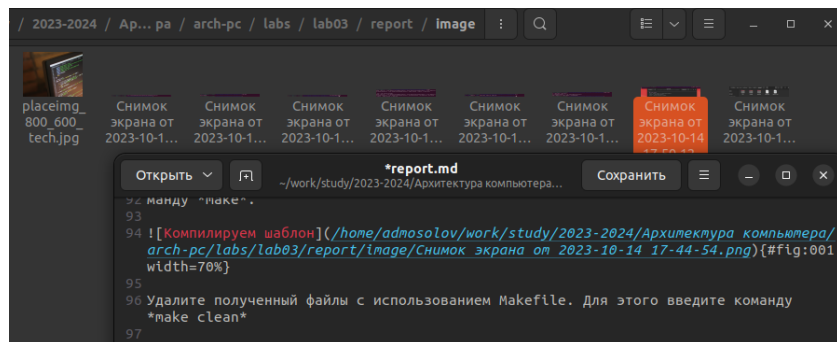 / 2023-2024 / Ap... pa / arch-pc / labs / lab03 / report / image
placeimg_
800_600_
tech.jpg
Снимок
экрана от
2023-10-1...
Снимок
экрана от
2023-10-1...
Снимок
экрана от
2023-10-1...
Снимок
экрана от
2023-10-1...
Снимок
экрана от
2023-10-1...
Снимок
экрана от
2023-10-1...
Снимок
экрана от
2023-10-14
Снимок
экрана от
2023-10-1...
Открыть
*report.md
~/work/study/2023-2024/Архитектура компьютера...
Сохранить
92 манду *make*.
93
94 ![Компилируем шаблон](/home/admosolov/work/study/2023-2024/Архитектура компьютера/
arch-pc/labs/lab03/report/image/Снимок экрана от 2023-10-14 17-44-54.png){#fig:001
width=70%}
95
96 Удалите полученный файлы с использованием Makefile. Для этого введите команду
*make clean*
97